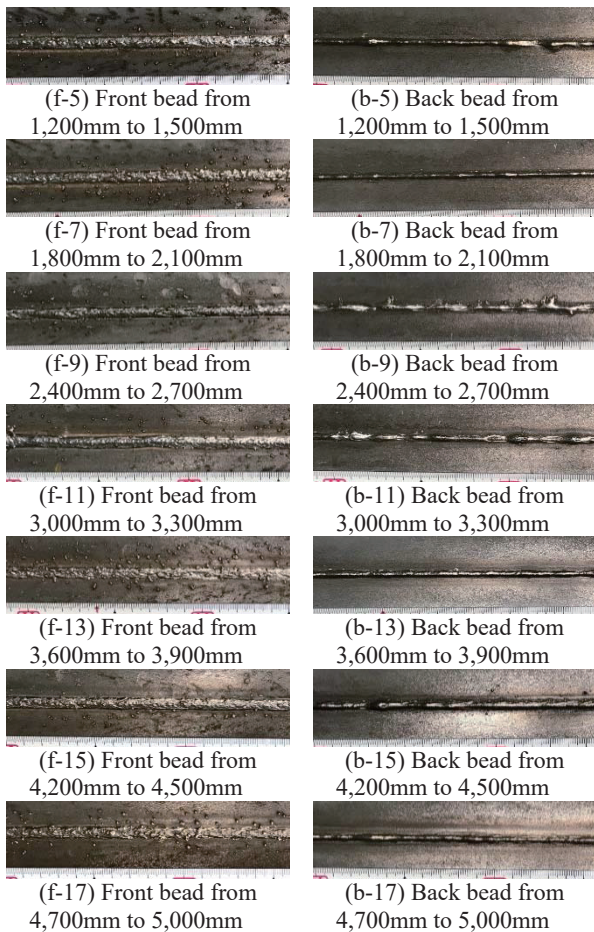 (f-5) Front bead from
1,200mm to 1,500mm
(b-5) Back bead from
1,200mm to 1,500mm
(f-7) Front bead from
1,800mm to 2,100mm
(b-7) Back bead from
1,800mm to 2,100mm
(f-9) Front bead from
2,400mm to 2,700mm
(b-9) Back bead from
2,400mm to 2,700mm
(f-11) Front bead from
3,000mm to 3,300mm
(b-11) Back bead from
3,000mm to 3,300mm
(f-13) Front bead from
3,600mm to 3,900mm
(b-13) Back bead from
3,600mm to 3,900mm
(f-15) Front bead from
4,200mm to 4,500mm
(b-15) Back bead from
4,200mm to 4,500mm
(f-17) Front bead from
4,700mm to 5,000mm
(b-17) Back bead from
4,700mm to 5,000mm